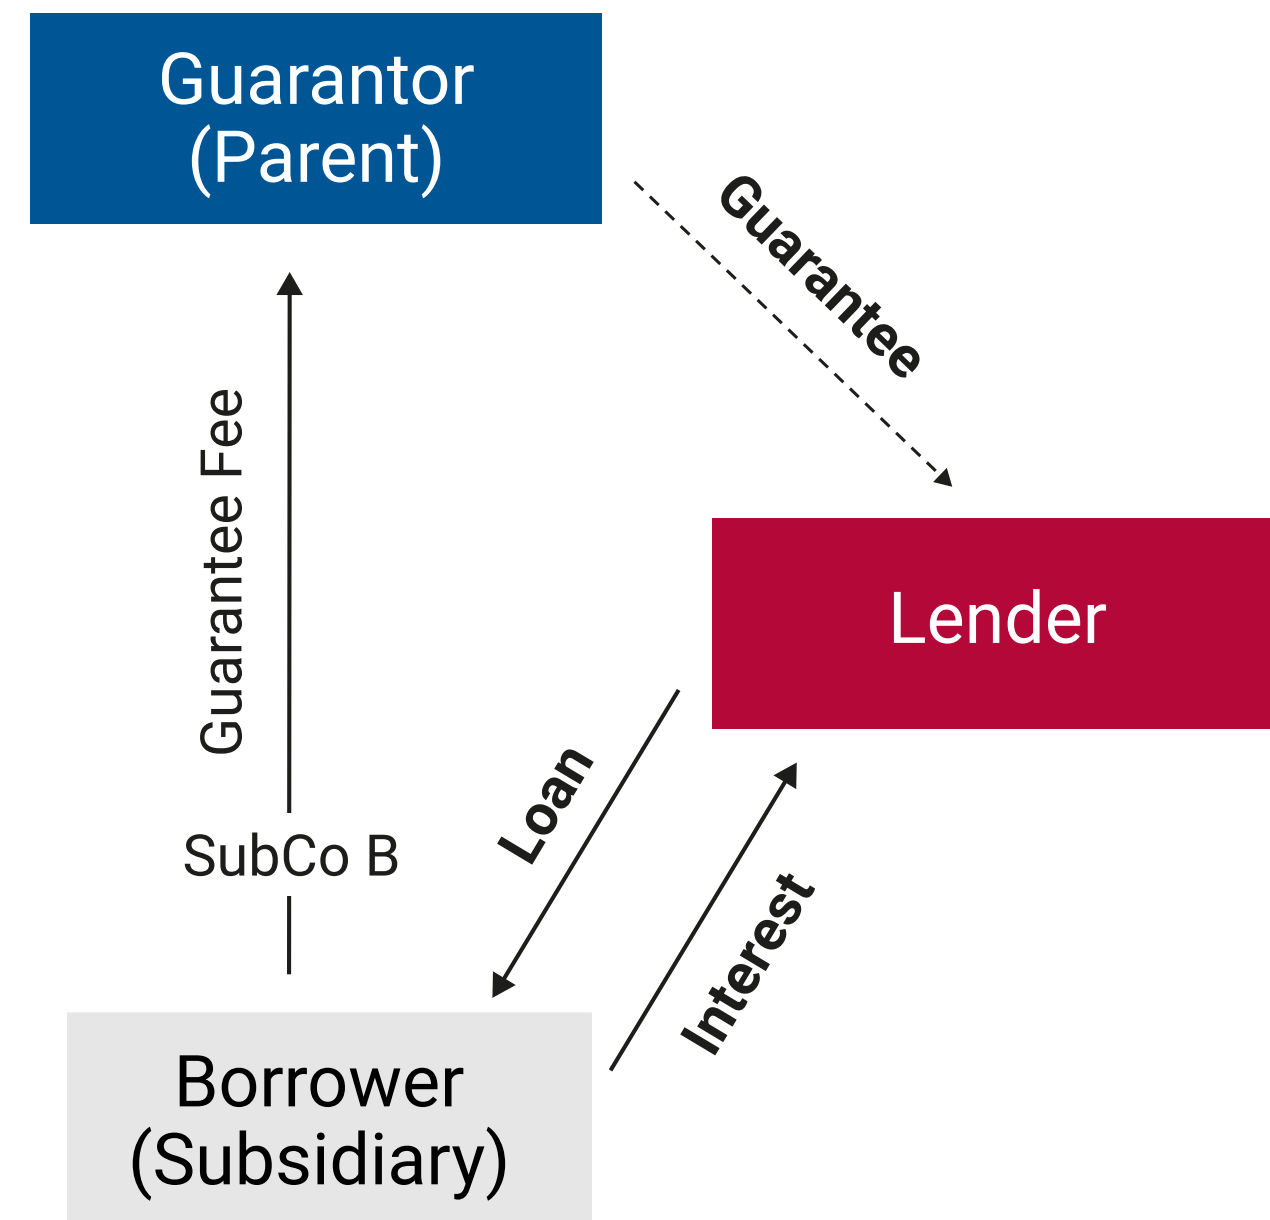 Guarantor
(Parent)
Guarantee
Guarantee Fee
Lender
Loan
SubCo B
Interest
Borrower
(Subsidiary)